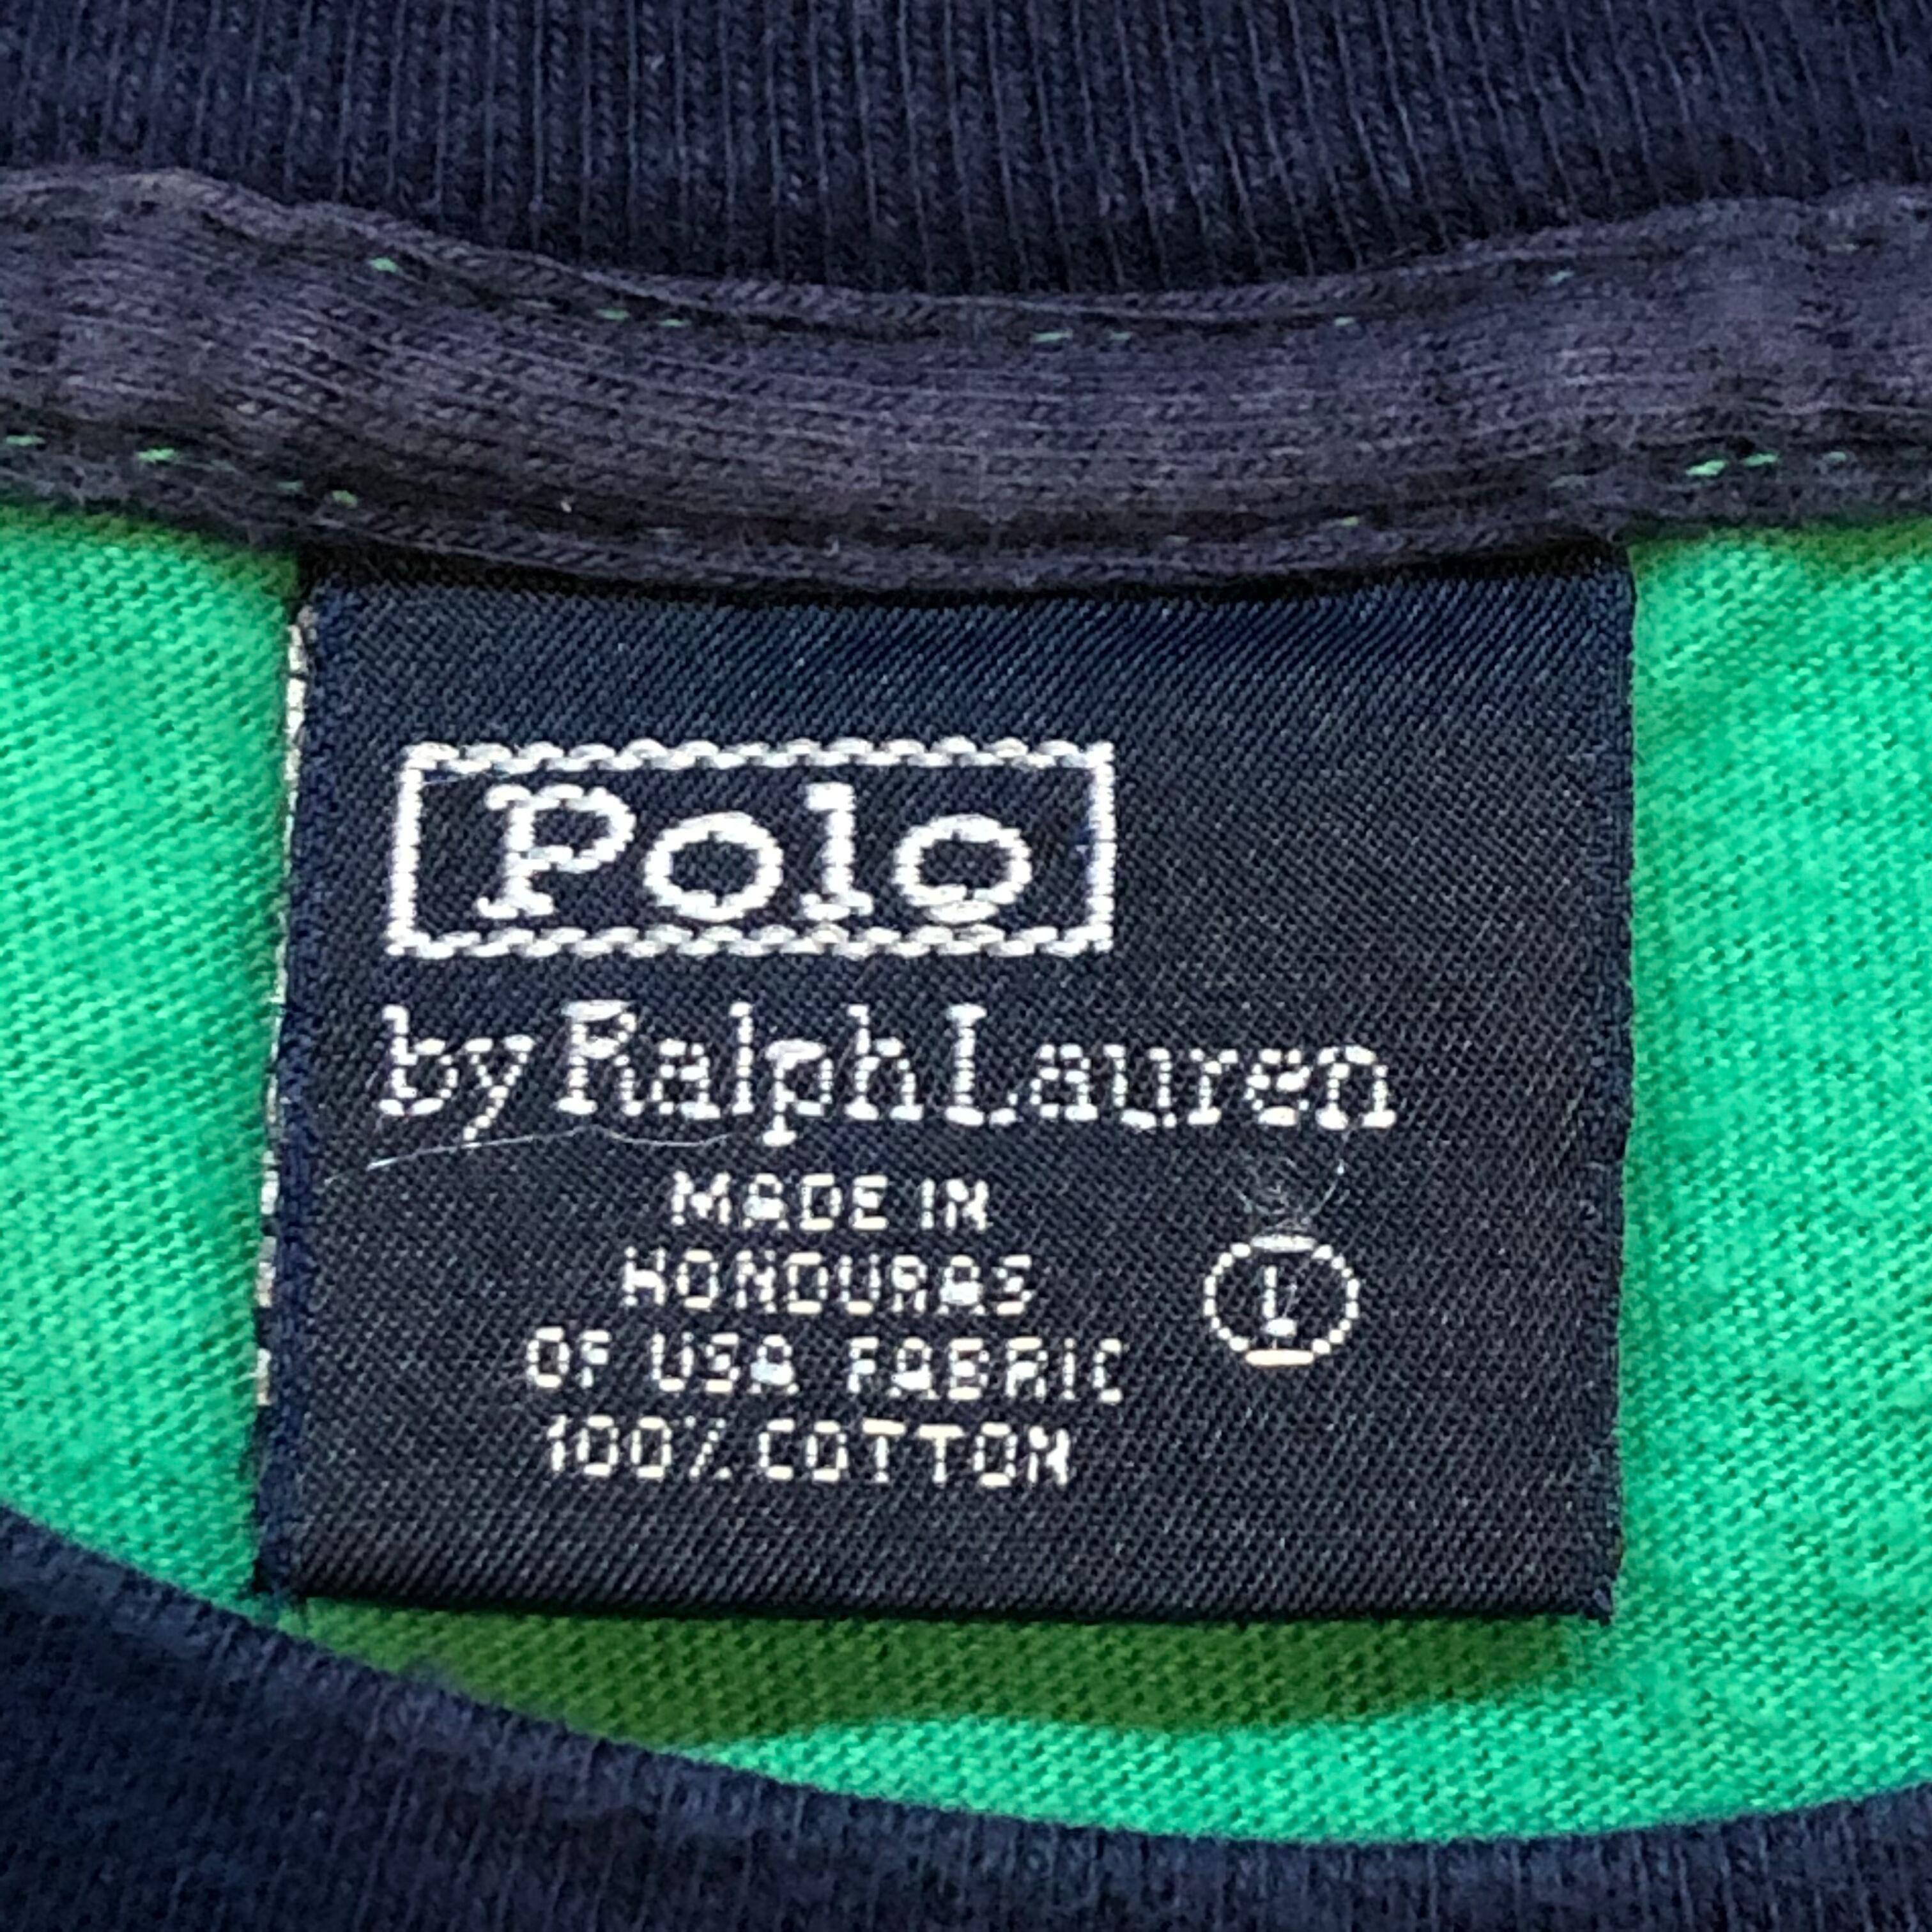 Polo
by Ralph Lauren
MADE IN
HONDURAS
OF USA FABRIC
100% COTTON
L